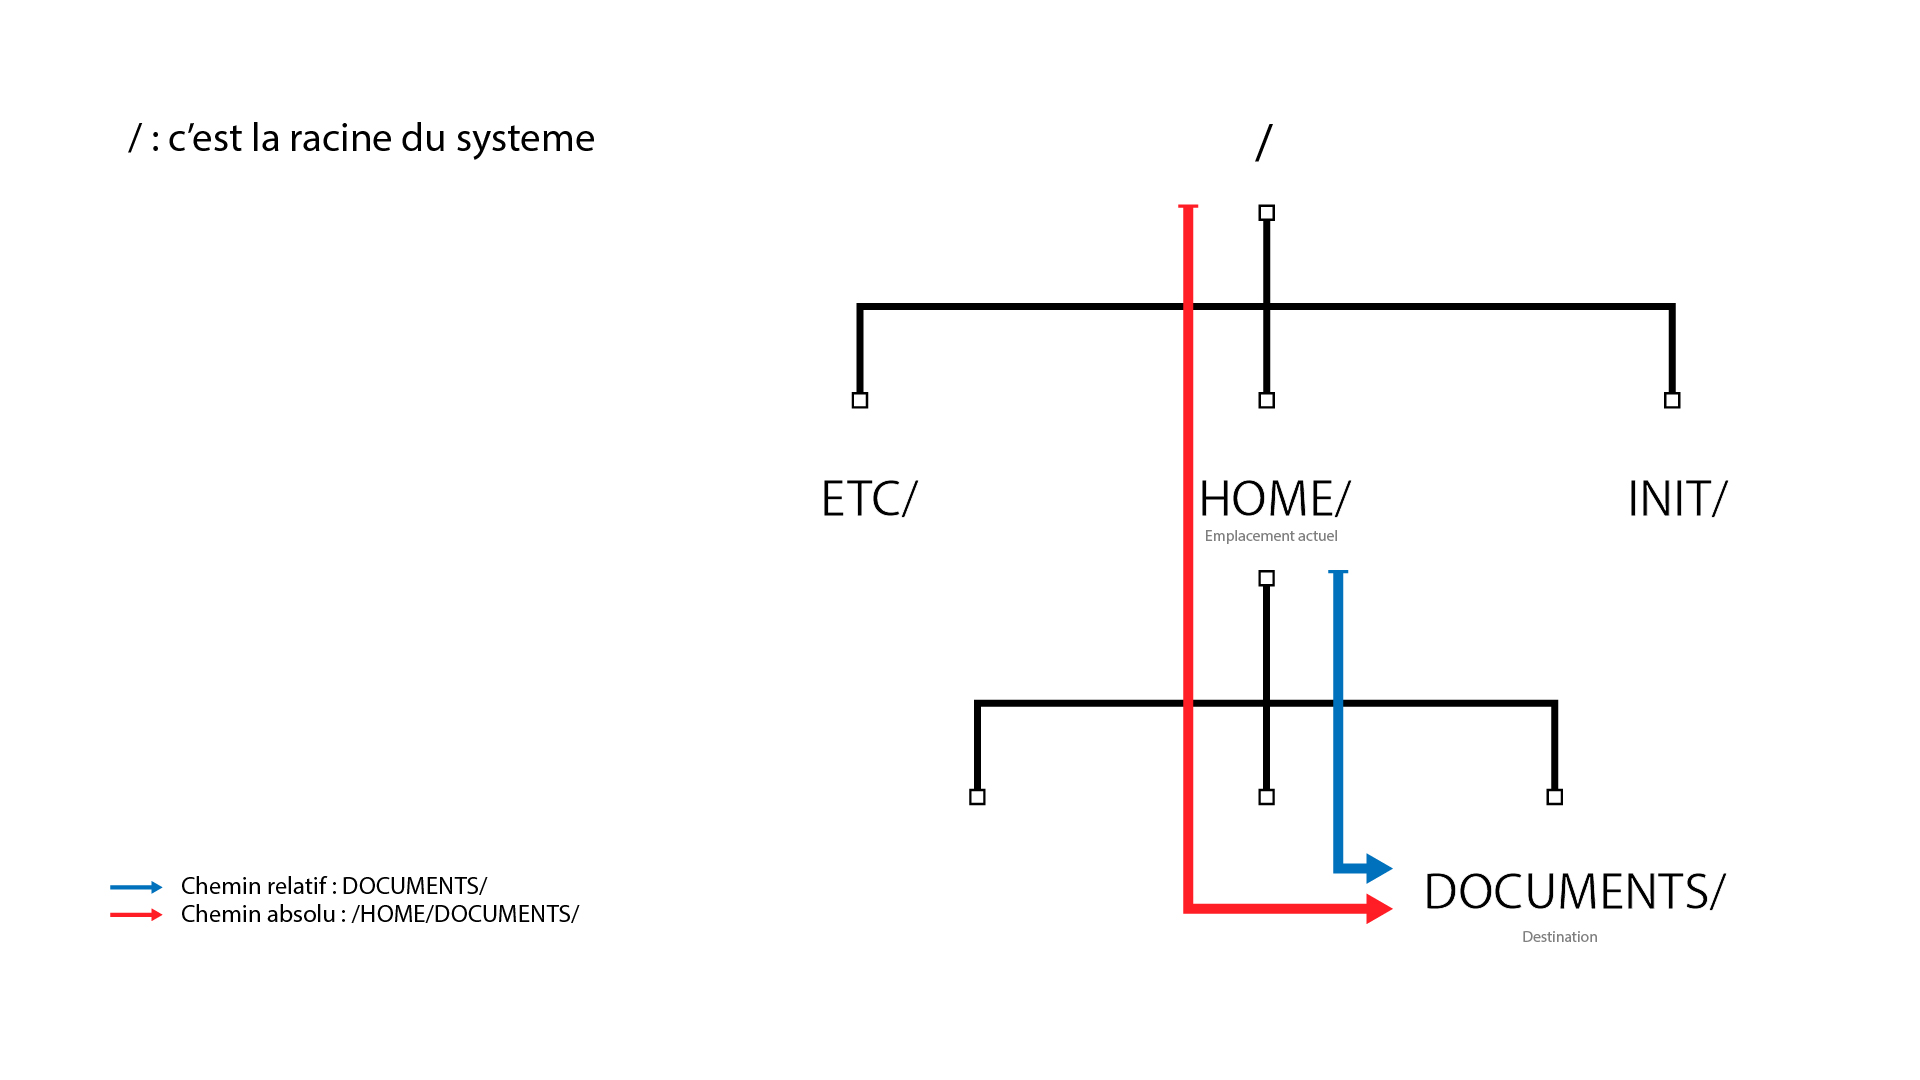 / : c’est la racine du systeme
/
ETC/
HOME/
INIT/
Emplacement actuel
Chemin relatif : DOCUMENTS/
Chemin absolu : /HOME/DOCUMENTS/
DOCUMENTS/
Destination